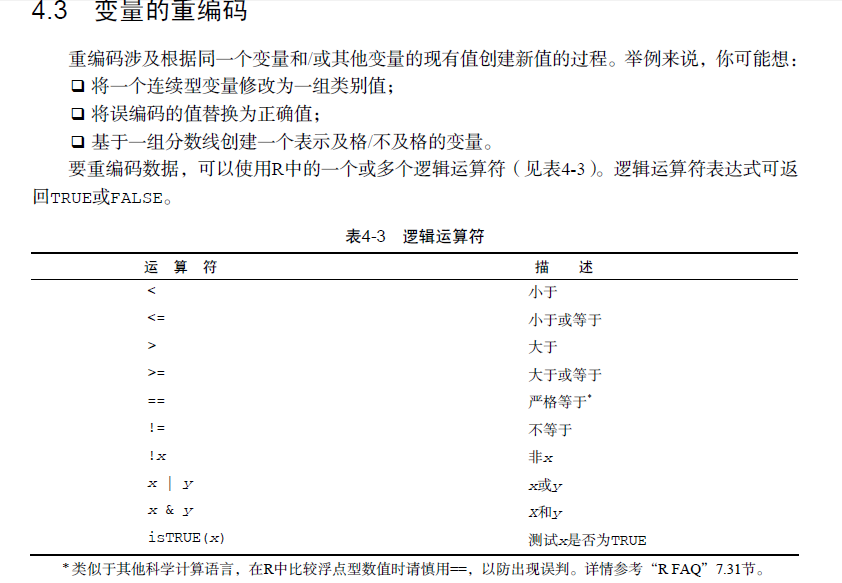 4.3 变量的重编码
重编码涉及根据同一个变量和/或其他变量的现有值创建新值的过程。举例来说，你可能想：
❑ 将一个连续型变量修改为一组类别值；
❑ 将误编码的值替换为正确值；
❑ 基于一组分数线创建一个表示及格/不及格的变量。
要重编码数据，可以使用R中的一个或多个逻辑运算符（见表4-3）。逻辑运算符表达式可返
回TRUE或FALSE。
表4-3 逻辑运算符
运 算 符 描 述
< 小于
<= 小于或等于
> 大于
>= 大于或等于
== 严格等于*
!= 不等于
!x 非x
x | y x或y
x & y X和y
isTRUE(x) 测试x是否为TRUE
* 类似于其他科学计算语言，在R中比较浮点型数值时请慎用==，以防出现误判。详情参考“R FAQ”7.31节。